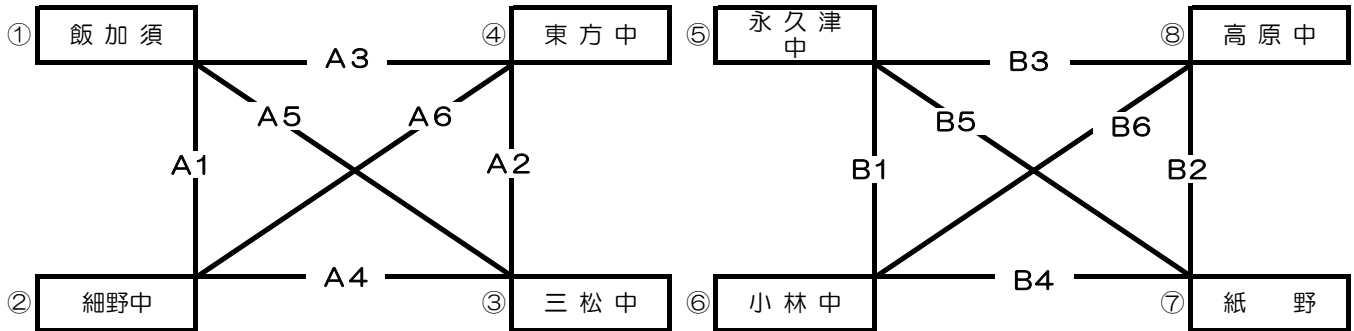 ① 飯加須
④ 東方中
⑤ 永久津
中
⑧ 高原中
A3
B3
A5
A6
B5
B6
A1
A2
B1
B2
A4
B4
② 細野中
③ 三松中
⑥ 小林中
⑦ 紙　野